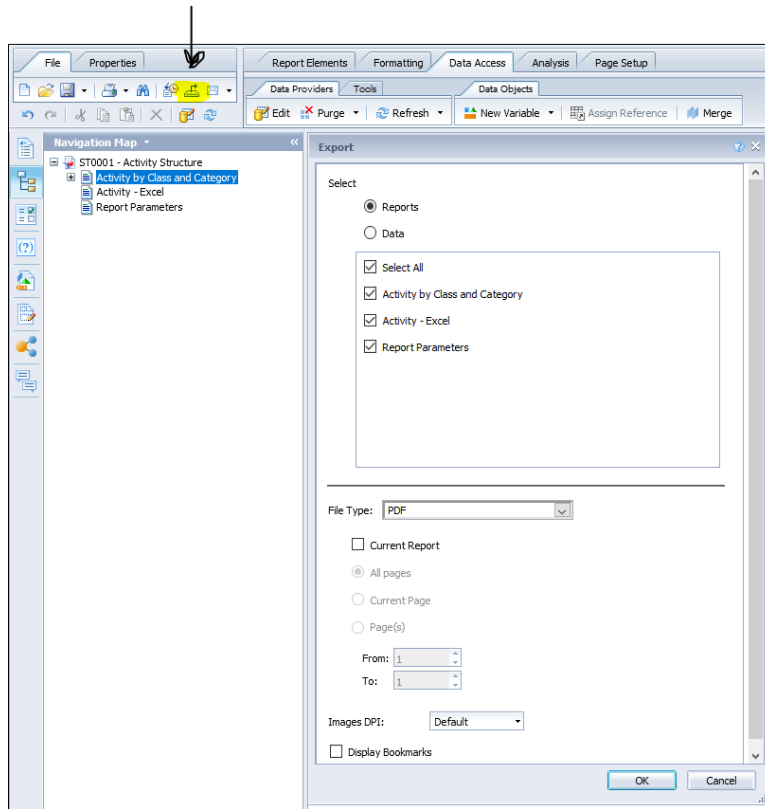 File Properties
Report Elements Formatting Data Access Analysis Page Setup
Data Providers Tools Data Objects
Edit Purge Refresh New Variable Assign Reference Merge
Navigation Map
ST0001 - Activity Structure
Activity by Class and Category
Activity - Excel
Report Parameters
Export
Select
Reports
Data
Select All
Activity by Class and Category
Activity - Excel
Report Parameters
File Type: PDF
Current Report
All pages
Current Page
Page(s)
From: 1
To: 1
Images DPI: Default
Display Bookmarks
OK Cancel